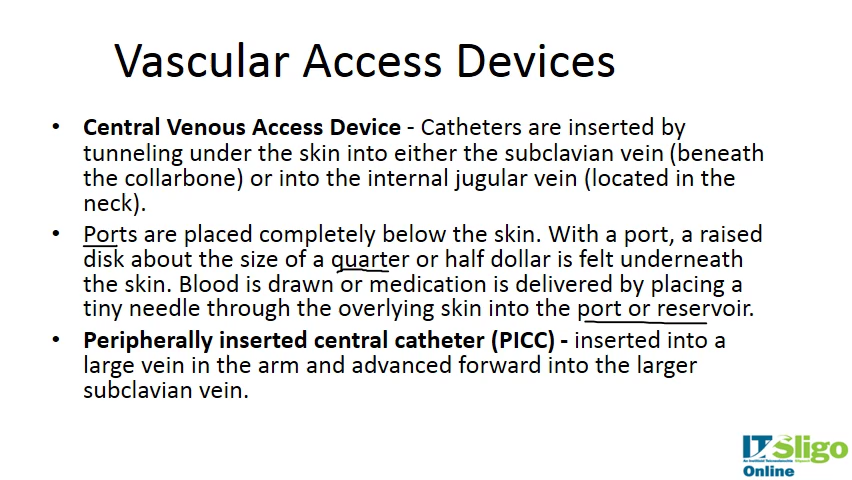 Vascular Access Devices
• Central Venous Access Device - Catheters are inserted by
tunneling under the skin into either the subclavian vein (beneath
the collarbone) or into the internal jugular vein (located in the
neck).
• Ports are placed completely below the skin. With a port, a raised
disk about the size of a quarter or half dollar is felt underneath
the skin. Blood is drawn or medication is delivered by placing a
tiny needle through the overlying skin into the port or reservoir.
• Peripherally inserted central catheter (PICC) - inserted into a
large vein in the arm and advanced forward into the larger
subclavian vein.
ITSligo
Online